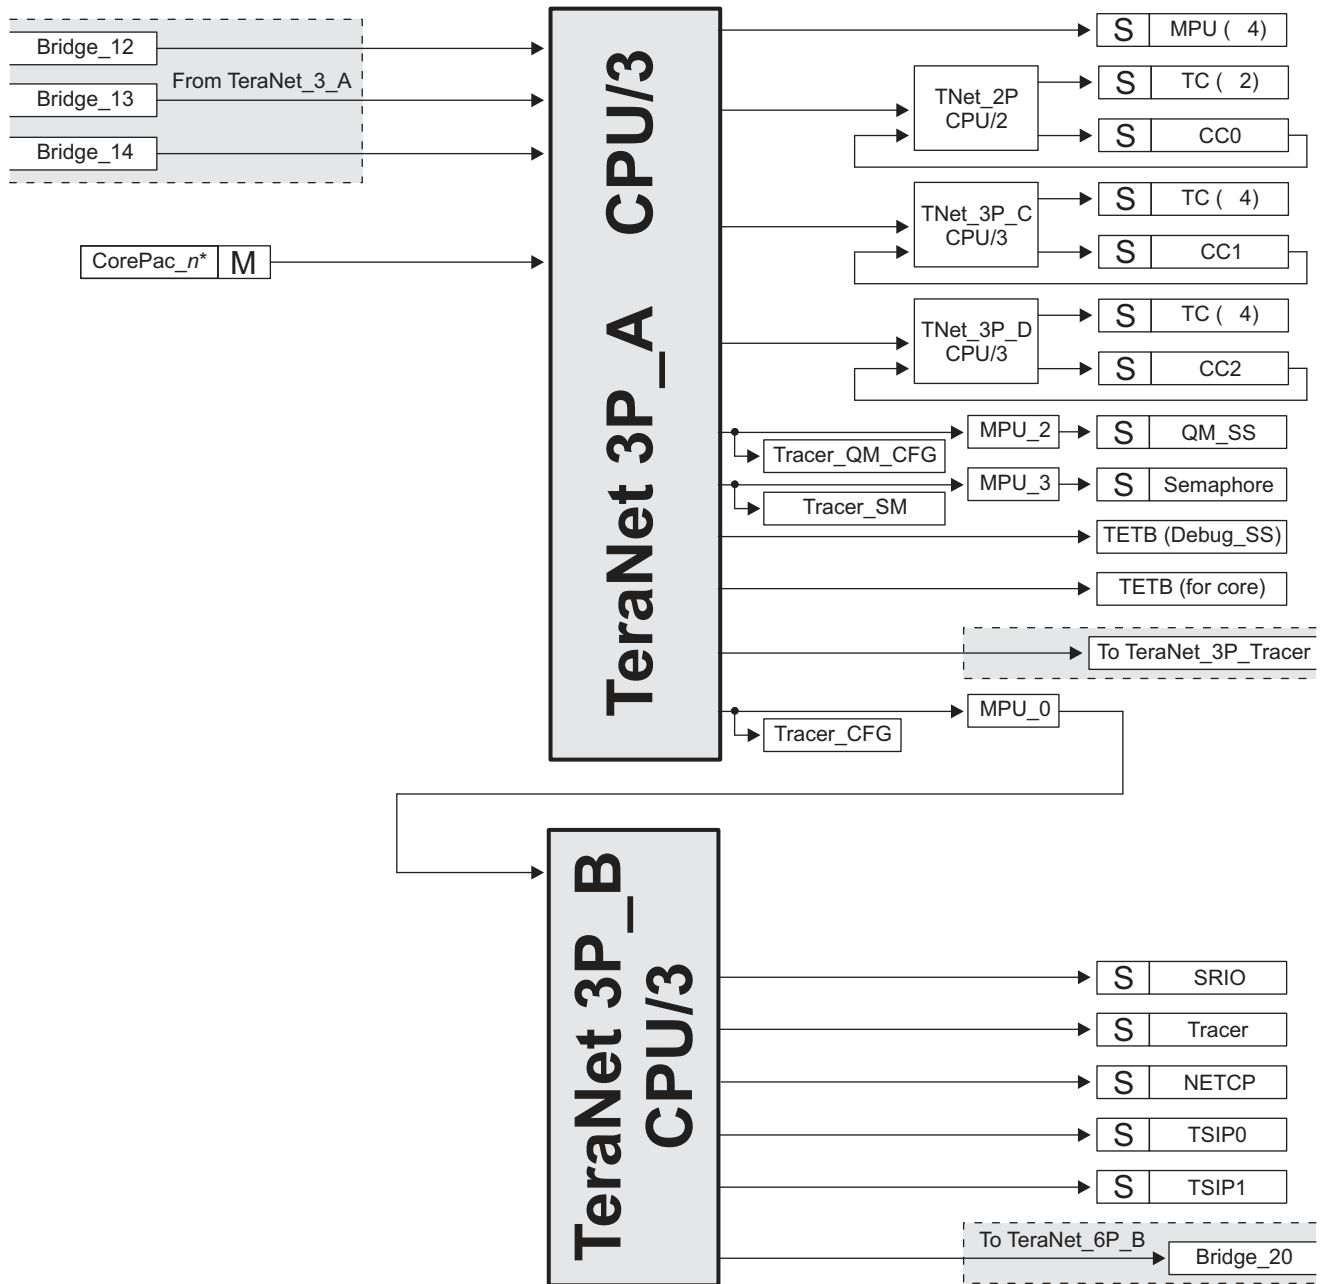 Bridge_12
From TeraNet_3_A
Bridge_13
Bridge_14
CorePac_n* M
TeraNet 3P_A CPU/3
S MPU ( 4)
TNet_2P
CPU/2
S TC ( 2)
S CC0
TNet_3P_C
CPU/3
S TC ( 4)
S CC1
TNet_3P_D
CPU/3
S TC ( 4)
S CC2
MPU_2
S QM_SS
Tracer_QM_CFG
MPU_3
S Semaphore
Tracer_SM
TETB (Debug_SS)
TETB (for core)
To TeraNet_3P_Tracer
MPU_0
Tracer_CFG
TeraNet 3P_B
CPU/3
S SRIO
S Tracer
S NETCP
S TSIP0
S TSIP1
To TeraNet_6P_B
Bridge_20